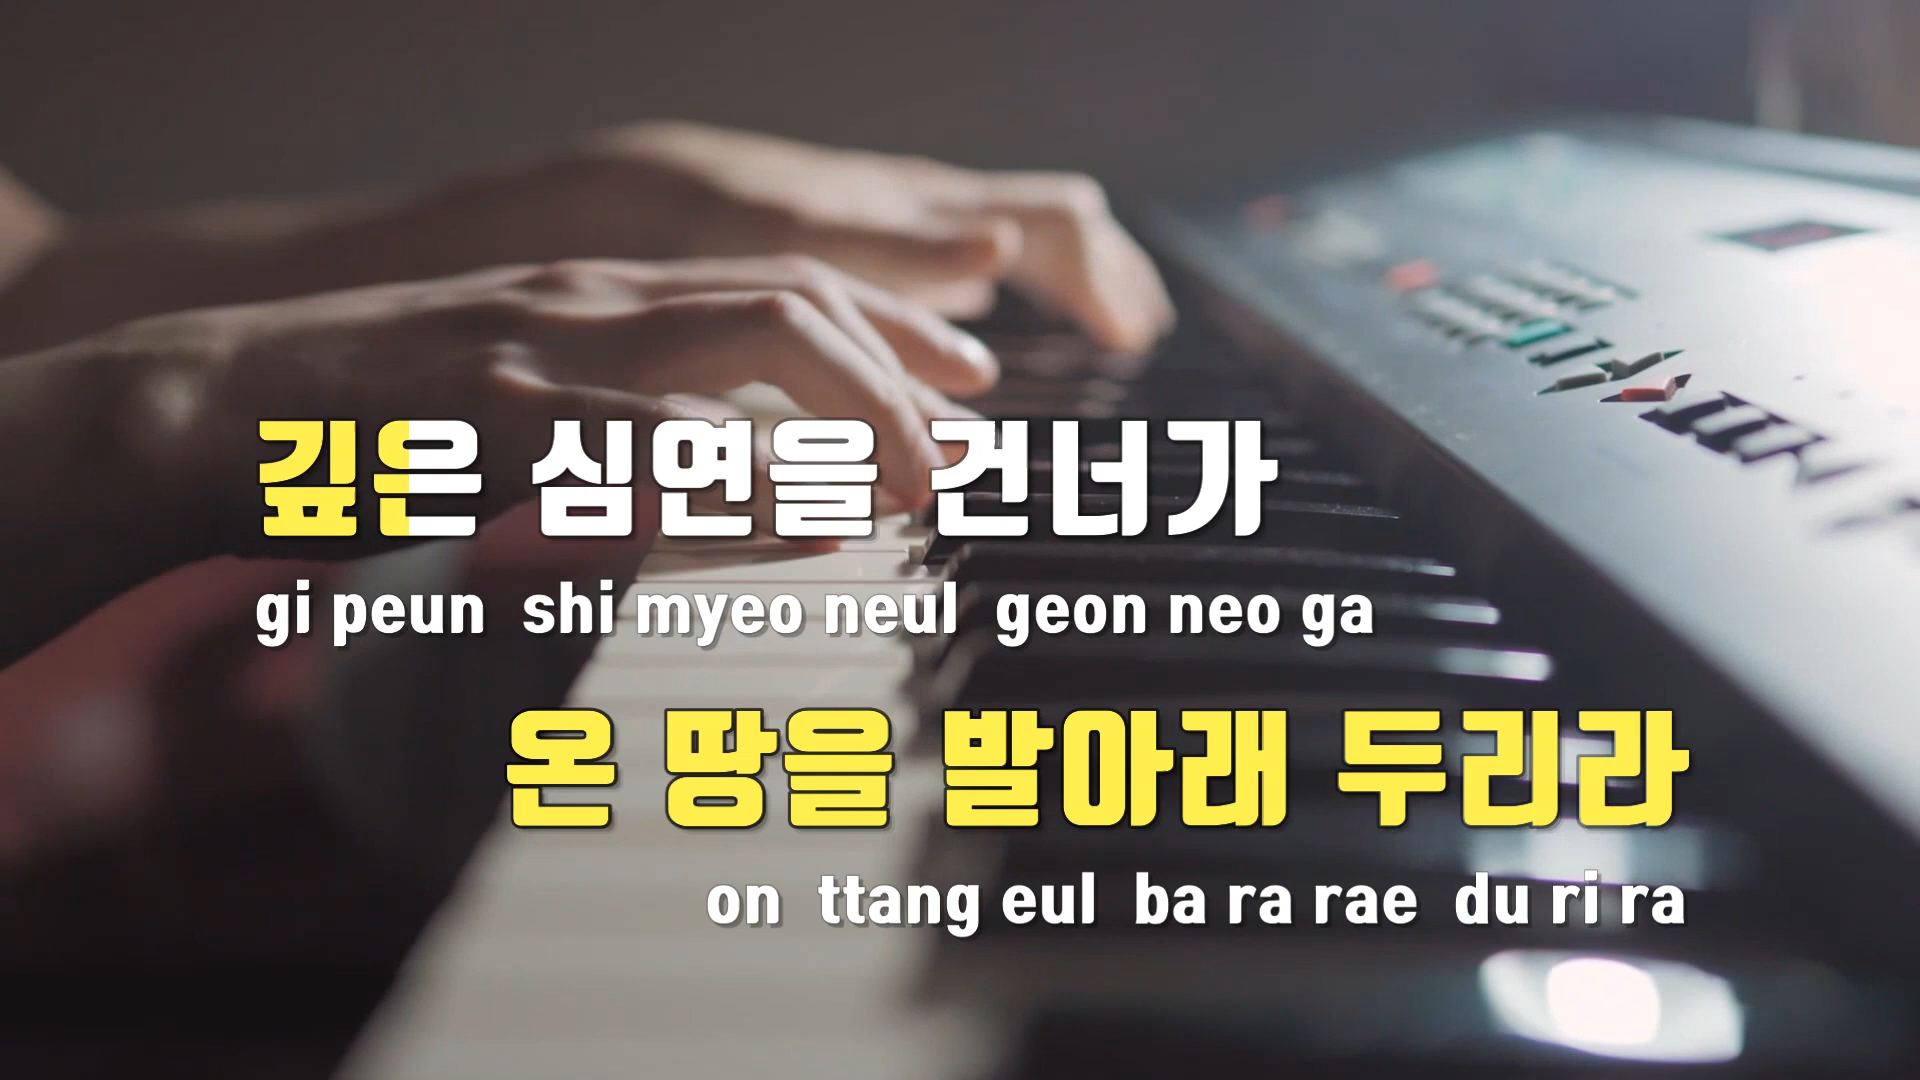 깊은 심연을 건너가
gi peun shi myeo neul geon neo ga
온 땅을 발아래 두리라
on ttang eul ba ra rae du ri ra